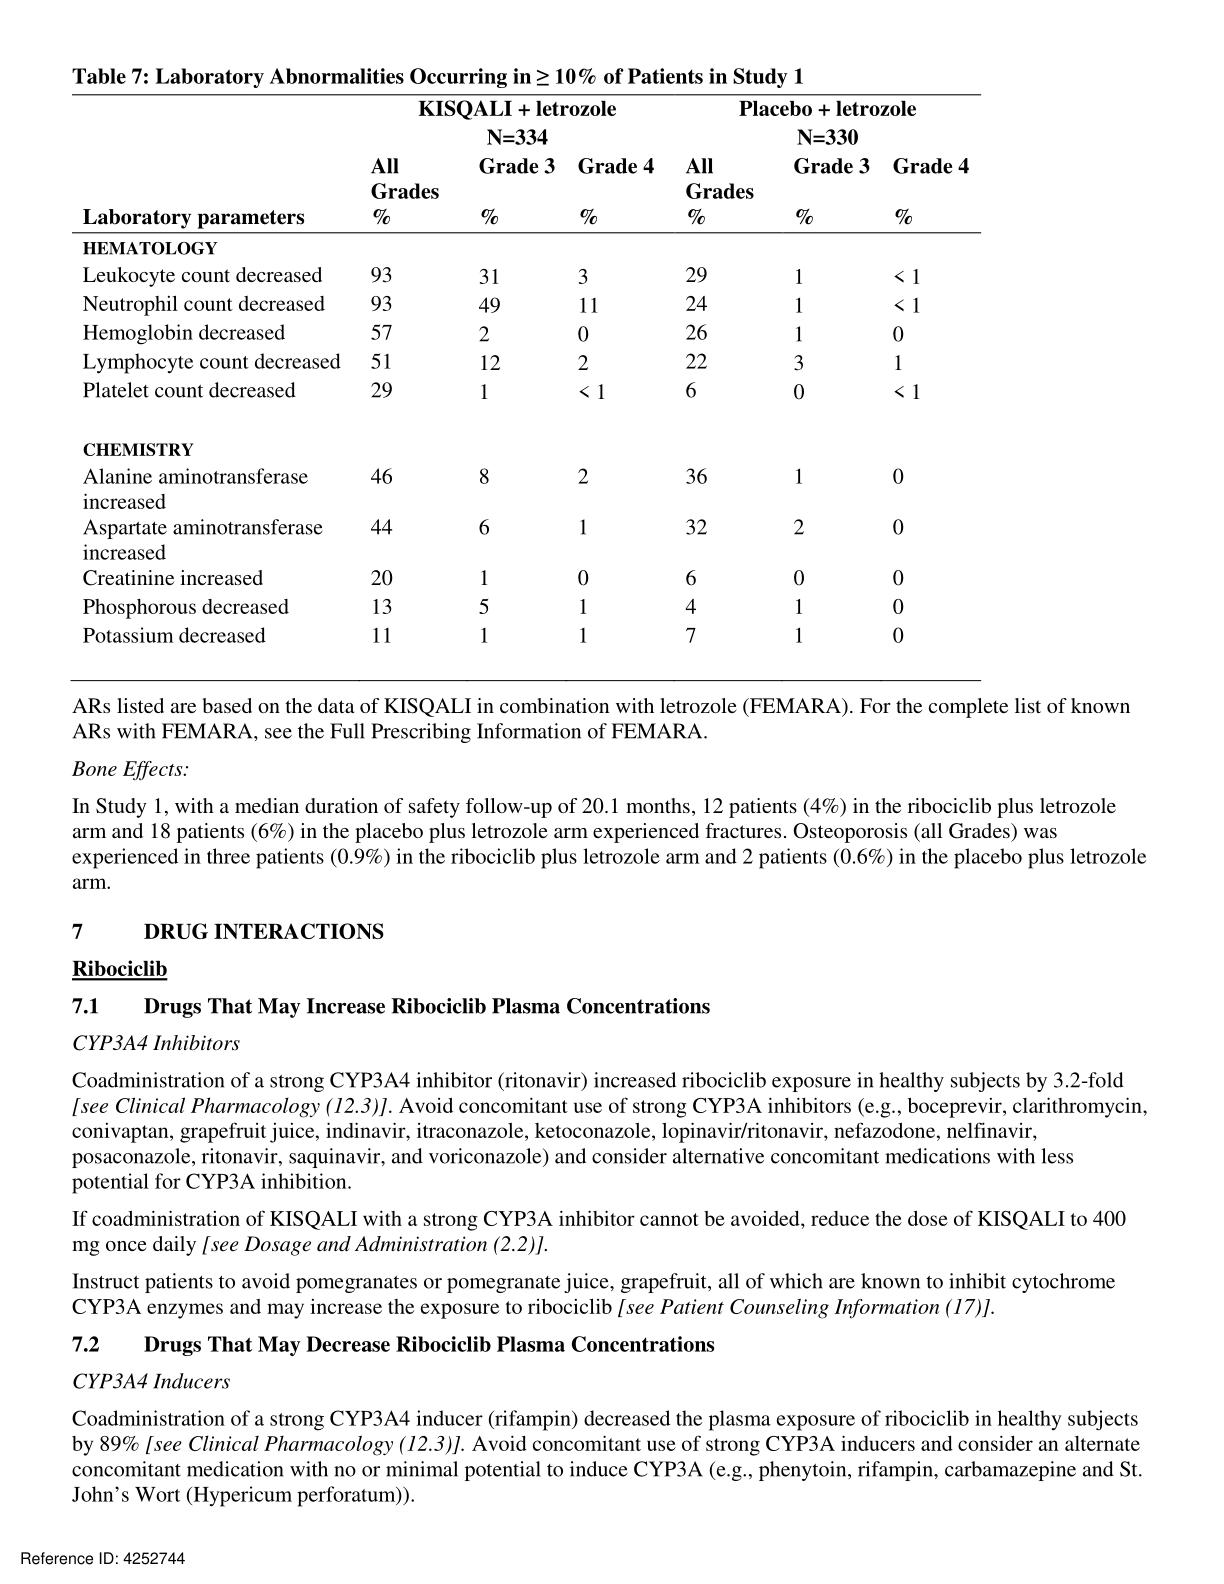 Table 7: Laboratory Abnormalities Occurring in ≥ 10% of Patients in Study 1
KISQALI + letrozole Placebo + letrozole
N=334 N=330
All Grade 3 Grade 4 All Grade 3 Grade 4
Grades Grades
Laboratory parameters % % % % % %
HEMATOLOGY
Leukocyte count decreased 93 31 3 29 1 < 1
Neutrophil count decreased 93 49 11 24 1 < 1
Hemoglobin decreased 57 2 0 26 1 0
Lymphocyte count decreased 51 12 2 22 3 1
Platelet count decreased 29 1 < 1 6 0 < 1
CHEMISTRY
Alanine aminotransferase 46 8 2 36 1 0
increased
Aspartate aminotransferase 44 6 1 32 2 0
increased
Creatinine increased 20 1 0 6 0 0
Phosphorous decreased 13 5 1 4 1 0
Potassium decreased 11 1 1 7 1 0
ARs listed are based on the data of KISQALI in combination with letrozole (FEMARA). For the complete list of known
ARs with FEMARA, see the Full Prescribing Information of FEMARA.
Bone Effects:
In Study 1, with a median duration of safety follow-up of 20.1 months, 12 patients (4%) in the ribociclib plus letrozole
arm and 18 patients (6%) in the placebo plus letrozole arm experienced fractures. Osteoporosis (all Grades) was
experienced in three patients (0.9%) in the ribociclib plus letrozole arm and 2 patients (0.6%) in the placebo plus letrozole
arm.
7 DRUG INTERACTIONS
Ribociclib
7.1 Drugs That May Increase Ribociclib Plasma Concentrations
CYP3A4 Inhibitors
Coadministration of a strong CYP3A4 inhibitor (ritonavir) increased ribociclib exposure in healthy subjects by 3.2-fold
[see Clinical Pharmacology (12.3)]. Avoid concomitant use of strong CYP3A inhibitors (e.g., boceprevir, clarithromycin,
conivaptan, grapefruit juice, indinavir, itraconazole, ketoconazole, lopinavir/ritonavir, nefazodone, nelfinavir,
posaconazole, ritonavir, saquinavir, and voriconazole) and consider alternative concomitant medications with less
potential for CYP3A inhibition.
If coadministration of KISQALI with a strong CYP3A inhibitor cannot be avoided, reduce the dose of KISQALI to 400
mg once daily [see Dosage and Administration (2.2)].
Instruct patients to avoid pomegranates or pomegranate juice, grapefruit, all of which are known to inhibit cytochrome
CYP3A enzymes and may increase the exposure to ribociclib [see Patient Counseling Information (17)].
7.2 Drugs That May Decrease Ribociclib Plasma Concentrations
CYP3A4 Inducers
Coadministration of a strong CYP3A4 inducer (rifampin) decreased the plasma exposure of ribociclib in healthy subjects
by 89% [see Clinical Pharmacology (12.3)]. Avoid concomitant use of strong CYP3A inducers and consider an alternate
concomitant medication with no or minimal potential to induce CYP3A (e.g., phenytoin, rifampin, carbamazepine and St.
John’s Wort (Hypericum perforatum)).
Reference ID: 4252744